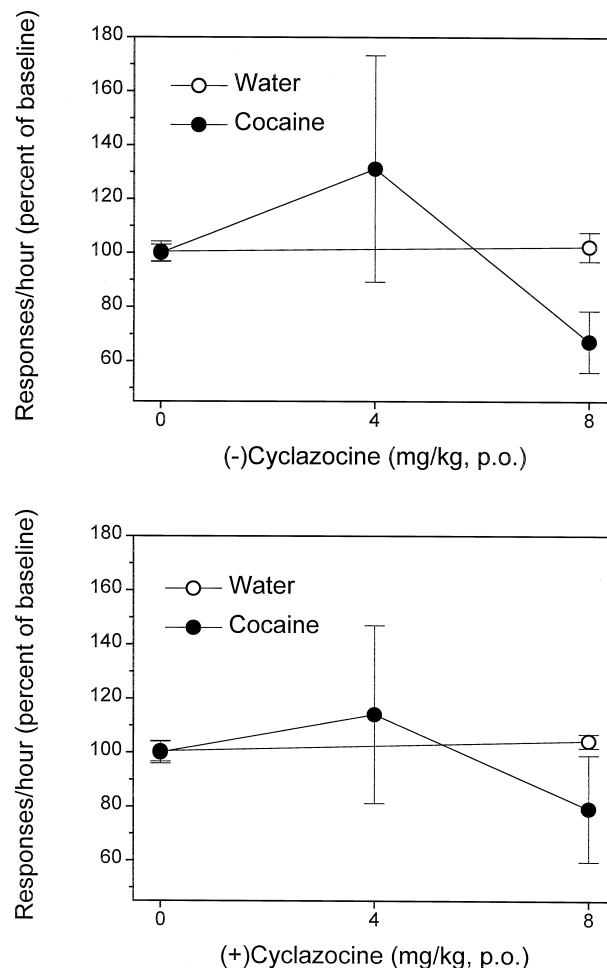 180
160
140
120
100
80
60
Responses/hour (percent of baseline)
Water
Cocaine
0
4
8
(-)Cyclazocine (mg/kg, p.o.)
180
160
140
120
100
80
60
Responses/hour (percent of baseline)
Water
Cocaine
0
4
8
(+)Cyclazocine (mg/kg, p.o.)